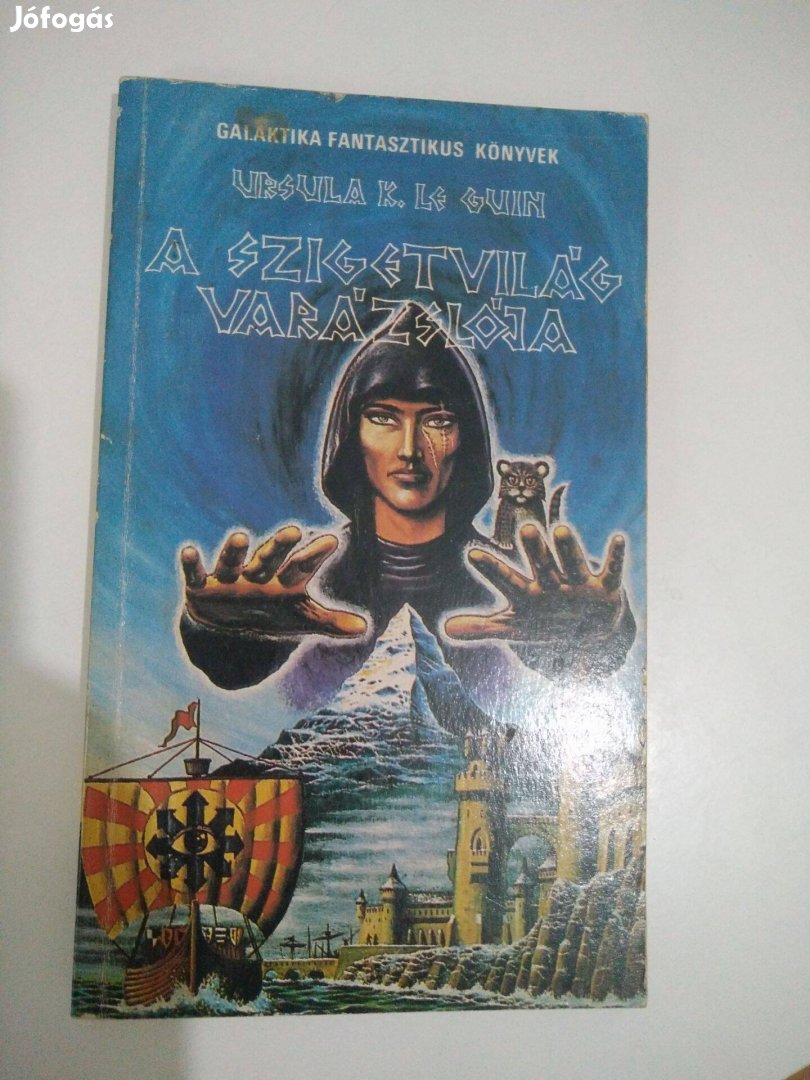 Jófogás
GALAKTIKA FANTASZTIKUS KÖNYVEK
URSULA K. LE GUIN
A SZIGETVILÁG
VARÁZSLÓJA